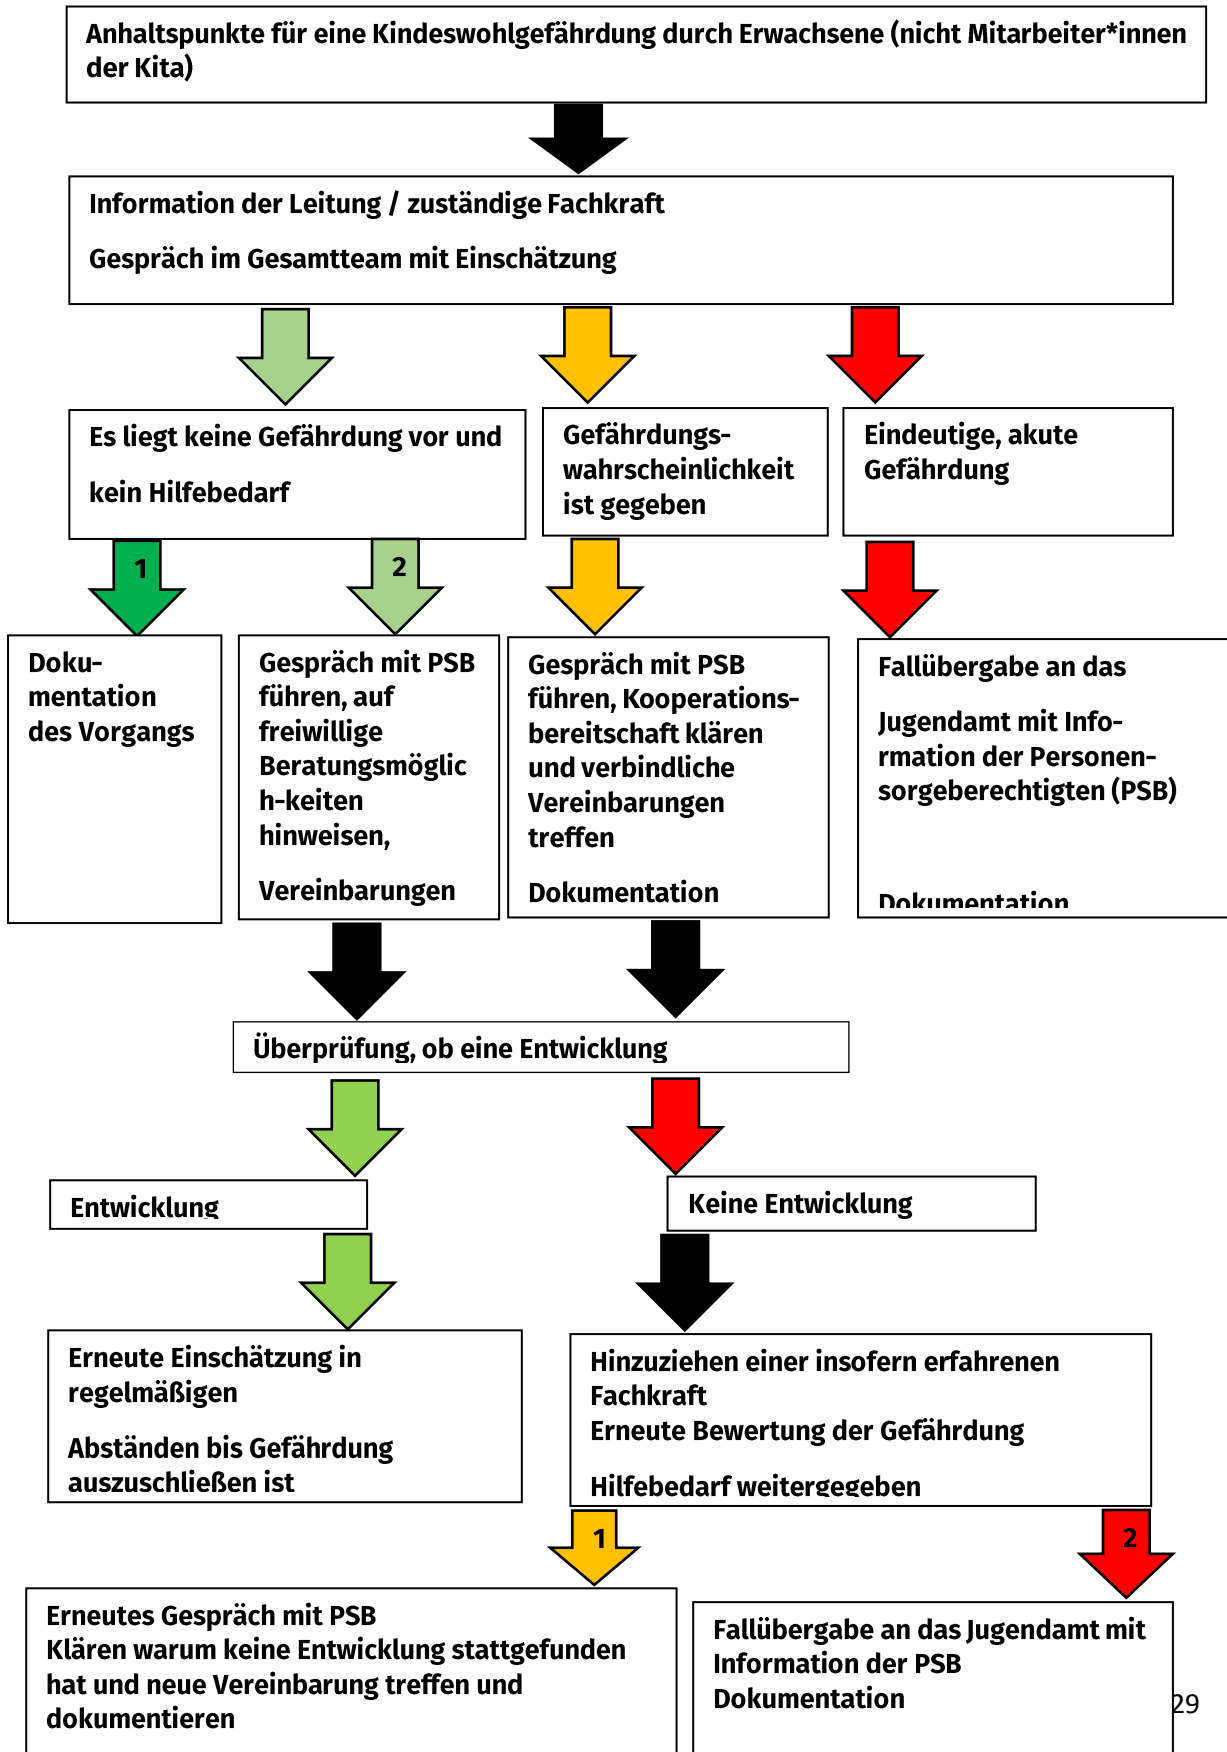 Anhaltspunkte für eine Kindeswohlgefährdung durch Erwachsene (nicht Mitarbeiter*innen
der Kita)
Information der Leitung / zuständige Fachkraft
Gespräch im Gesamtteam mit Einschätzung
Es liegt keine Gefährdung vor und
kein Hilfebedarf
Gefährdungs-
wahrscheinlichkeit
ist gegeben
Eindeutige, akute
Gefährdung
1
2
Doku-
mentation
des Vorgangs
Gespräch mit PSB
führen, auf
freiwillige
Beratungsmöglic
h-keiten
hinweisen,
Vereinbarungen
Gespräch mit PSB
führen, Kooperations-
bereitschaft klären
und verbindliche
Vereinbarungen
treffen
Dokumentation
Fallübergabe an das
Jugendamt mit Info-
rmation der Personen-
sorgeberechtigten (PSB)
Dokumentation
Überprüfung, ob eine Entwicklung
Entwicklung
Keine Entwicklung
Erneute Einschätzung in
regelmäßigen
Abständen bis Gefährdung
auszuschließen ist
Hinzuziehen einer insofern erfahrenen
Fachkraft
Erneute Bewertung der Gefährdung
Hilfebedarf weitergegeben
1
2
Erneutes Gespräch mit PSB
Klären warum keine Entwicklung stattgefunden
hat und neue Vereinbarung treffen und
dokumentieren
Fallübergabe an das Jugendamt mit
Information der PSB
Dokumentation
29